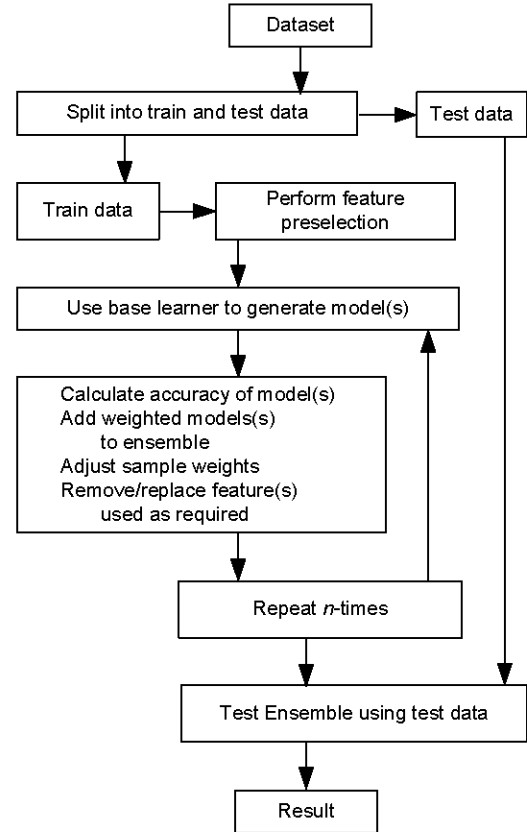 Dataset
Split into train and test data
Test data
Train data
Perform feature
preselection
Use base learner to generate model(s)
Calculate accuracy of model(s)
Add weighted models(s)
to ensemble
Adjust sample weights
Remove/replace feature(s)
used as required
Repeat n-times
Test Ensemble using test data
Result